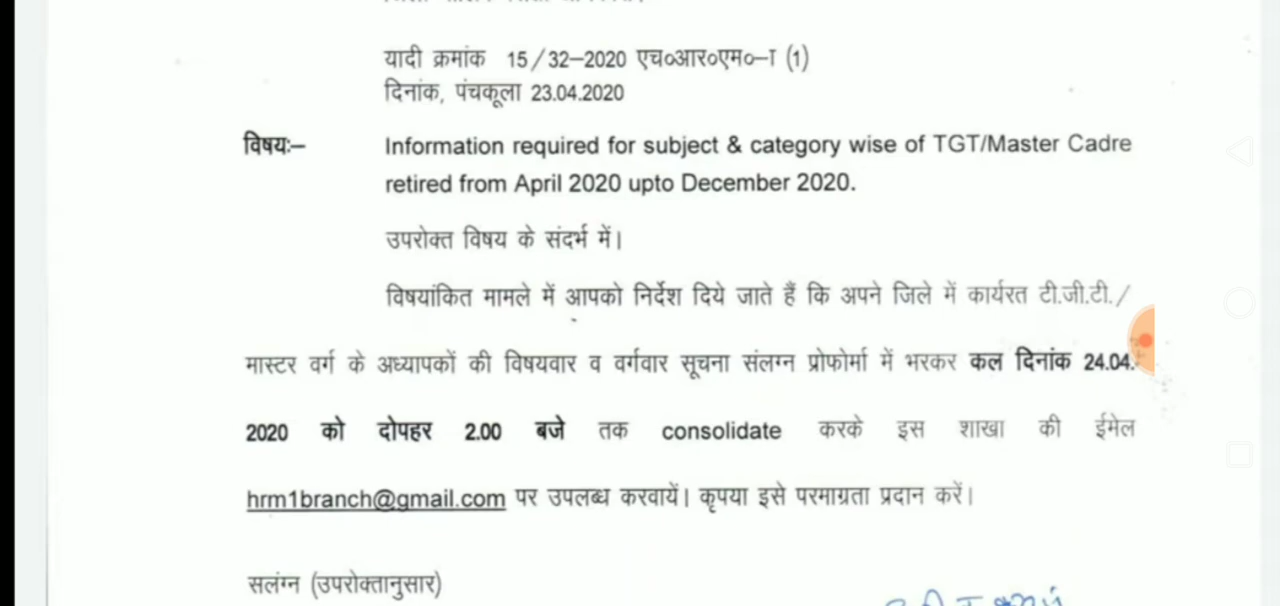 यादी क्रमांक 15/32–2020 एच०आर०एम०–I (1)
दिनांक, पंचकूला 23.04.2020
विषयः– Information required for subject & category wise of TGT/Master Cadre
retired from April 2020 upto December 2020.
उपरोक्त विषय के संदर्भ में।
विषयांकित मामले में आपको निर्देश दिये जाते हैं कि अपने जिले में कार्यरत टी.जी.टी./
मास्टर वर्ग के अध्यापकों की विषयवार व वर्गवार सूचना संलग्न प्रोफोर्मा में भरकर कल दिनांक 24.04.
2020 को दोपहर 2.00 बजे तक consolidate करके इस शाखा की ईमेल
hrm1branch@gmail.com पर उपलब्ध करवायें। कृपया इसे परमाग्रता प्रदान करें।
सलंग्न (उपरोक्तानुसार)